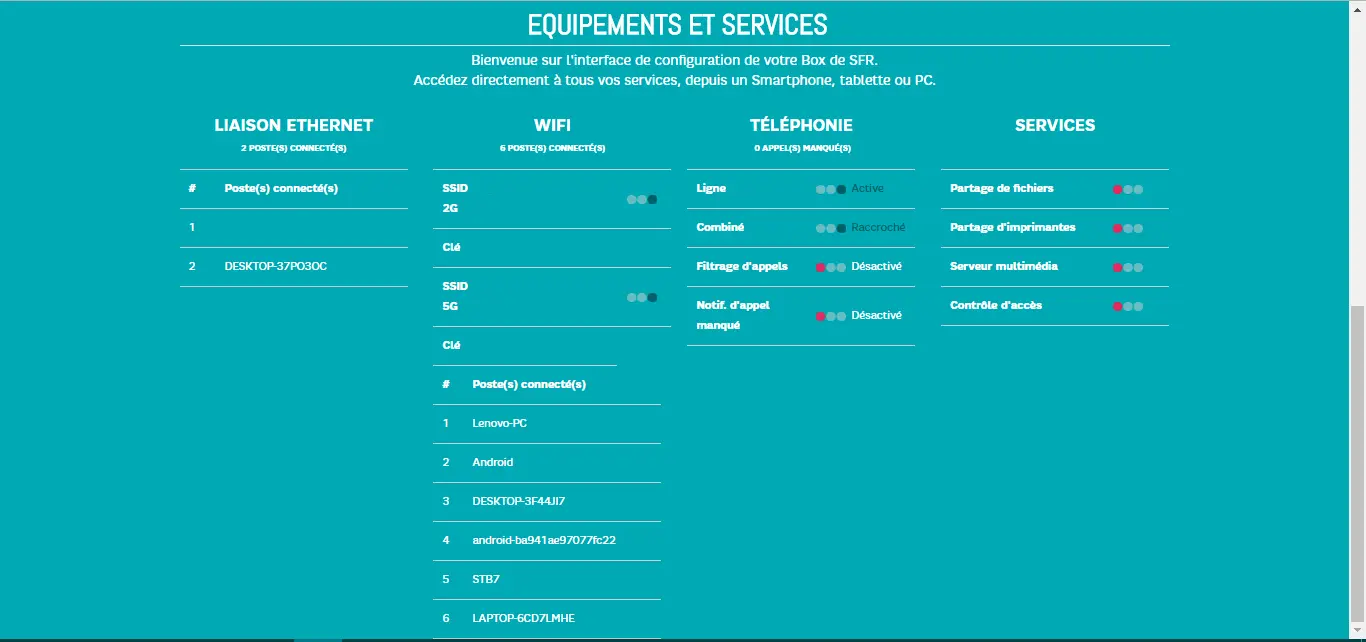 EQUIPEMENTS ET SERVICES
Bienvenue sur l'interface de configuration de votre Box de SFR.
Accédez directement à tous vos services, depuis un Smartphone, tablette ou PC.
LIAISON ETHERNET
2 POSTE(S) CONNECTÉ(S)
# Poste(s) connecté(s)
1
2 DESKTOP-37PO3OC
WIFI
6 POSTE(S) CONNECTÉ(S)
SSID
2G
Clé
SSID
5G
Clé
# Poste(s) connecté(s)
1 Lenovo-PC
2 Android
3 DESKTOP-3F44JI7
4 android-ba941ae97077fc22
5 STB7
6 LAPTOP-6CD7LMHE
TÉLÉPHONIE
0 APPEL(S) MANQUÉ(S)
Ligne Active
Combiné Raccroché
Filtrage d'appels Désactivé
Notif. d'appel
manqué Désactivé
SERVICES
Partage de fichiers
Partage d'imprimantes
Serveur multimédia
Contrôle d'accès